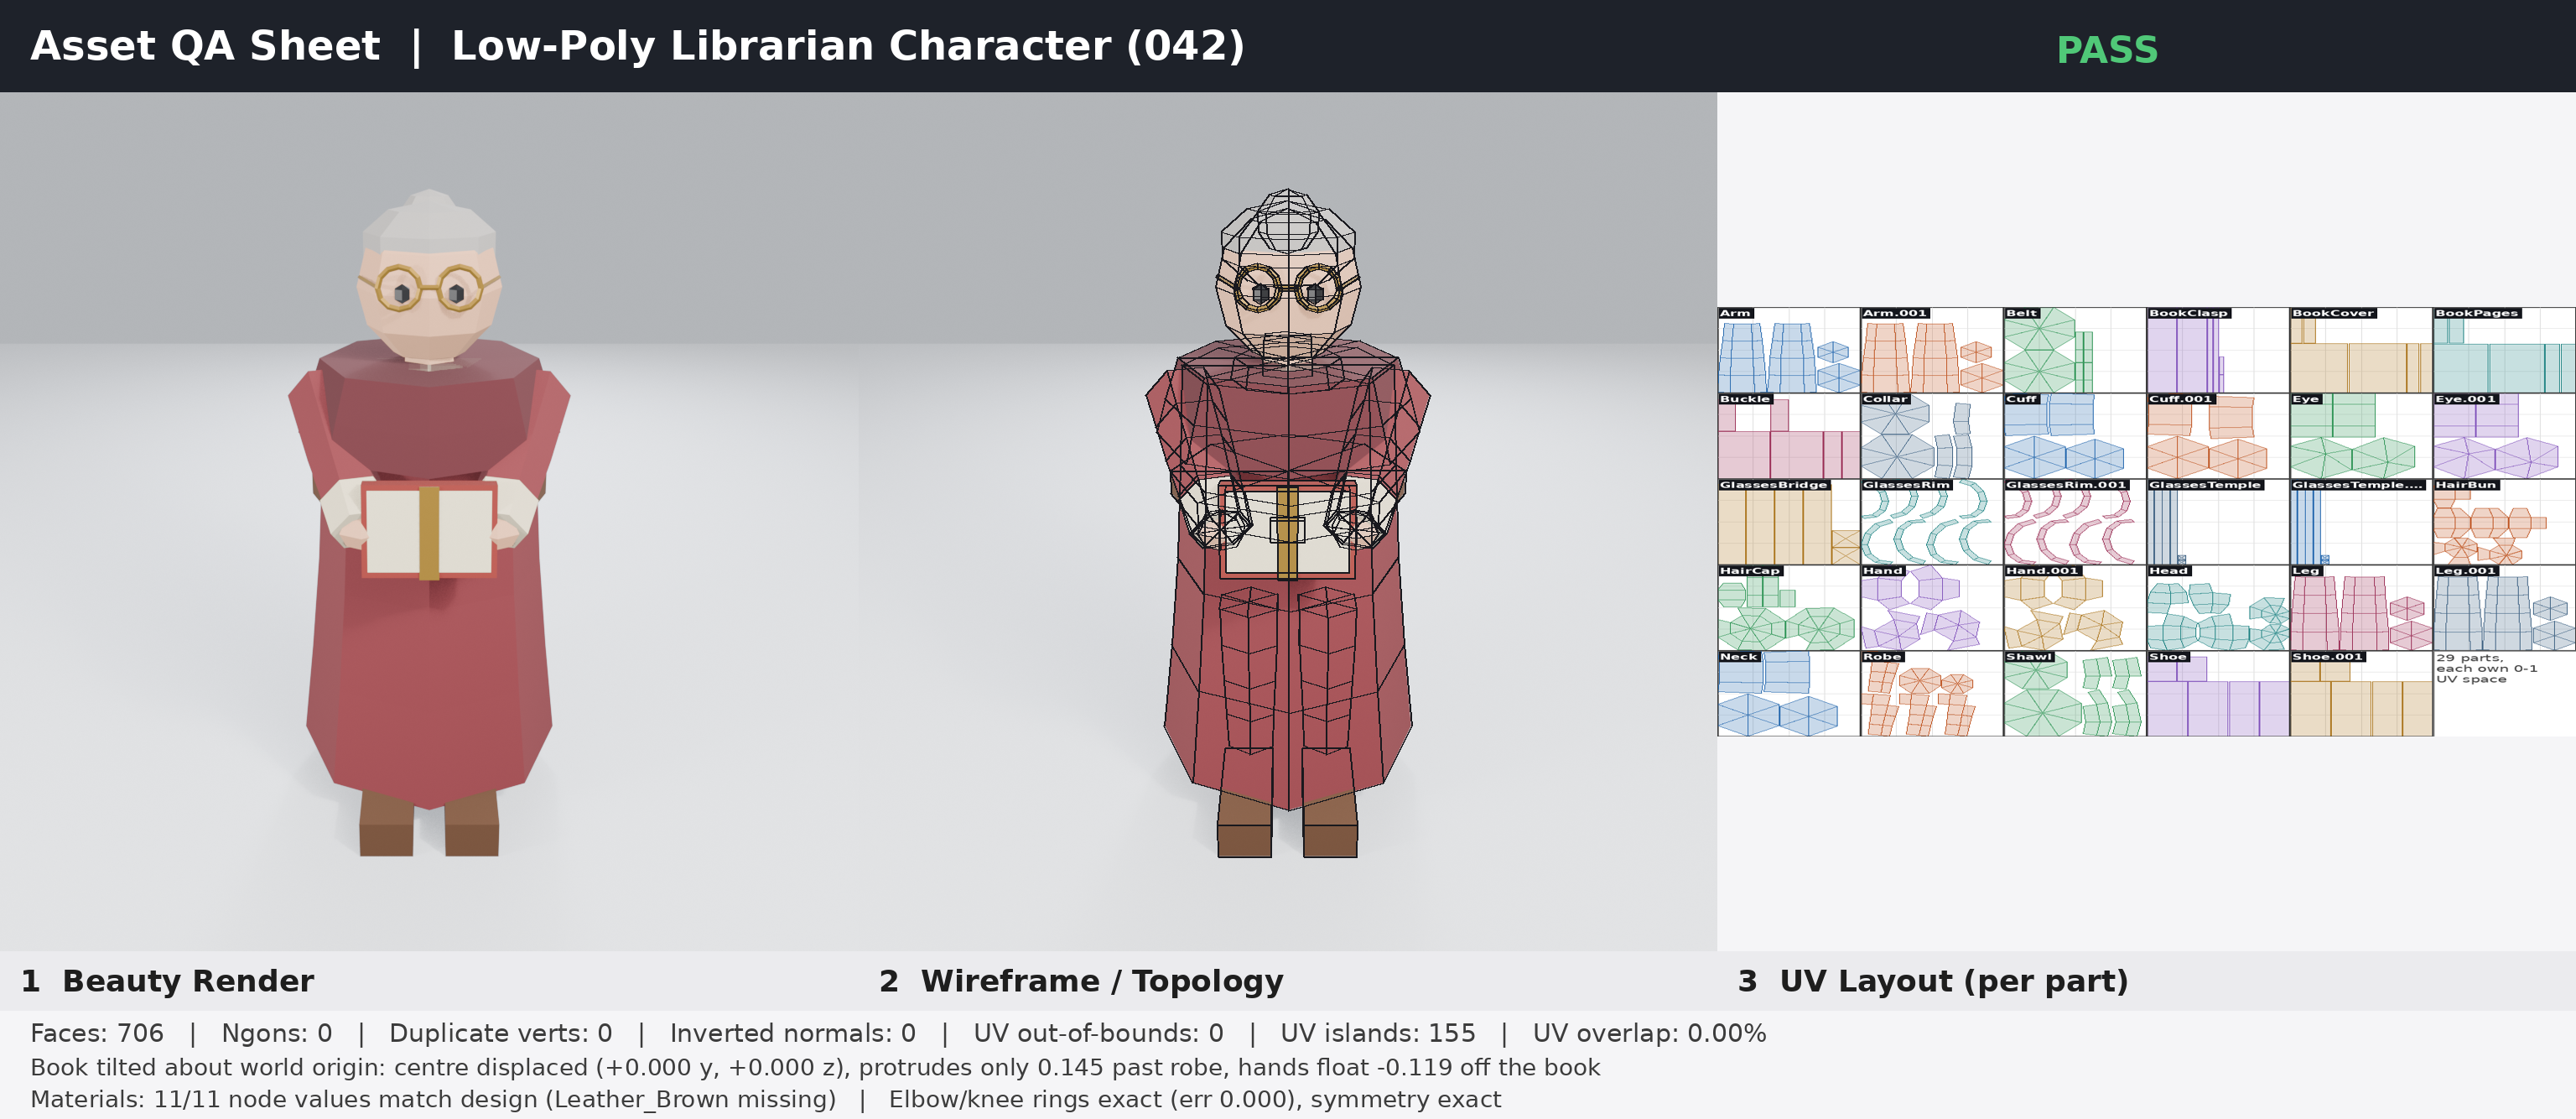 Asset QA Sheet | Low-Poly Librarian Character (042)
PASS
Arm
Arm.001
Belt
BookClasp
BookCover
BookPages
Buckle
Collar
Cuff
Cuff.001
Eye
Eye.001
GlassesBridge
GlassesRim
GlassesRim.001
GlassesTemple
GlassesTemple....
HairBun
HairCap
Hand
Hand.001
Head
Leg
Leg.001
Neck
Robe
Shawl
Shoe
Shoe.001
29 parts,
each own 0-1
UV space
1 Beauty Render
2 Wireframe / Topology
3 UV Layout (per part)
Faces: 706 | Ngons: 0 | Duplicate verts: 0 | Inverted normals: 0 | UV out-of-bounds: 0 | UV islands: 155 | UV overlap: 0.00%
Book tilted about world origin: centre displaced (+0.000 y, +0.000 z), protrudes only 0.145 past robe, hands float -0.119 off the book
Materials: 11/11 node values match design (Leather_Brown missing) | Elbow/knee rings exact (err 0.000), symmetry exact